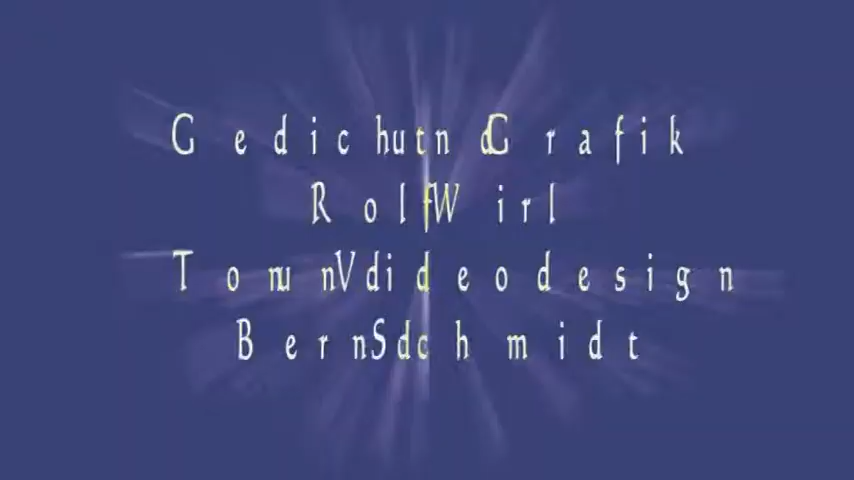 Gedicht und Grafik
Rolf Wirl
Ton und Videodesign
Bernd Schmidt